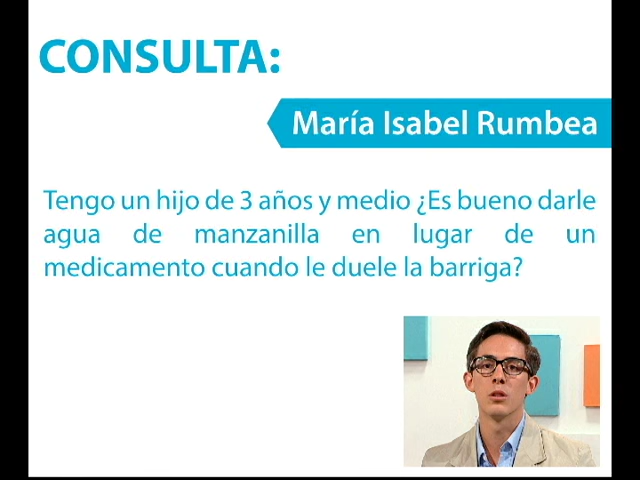 CONSULTA:
María Isabel Rumbea
Tengo un hijo de 3 años y medio ¿Es bueno darle
agua de manzanilla en lugar de un
medicamento cuando le duele la barriga?